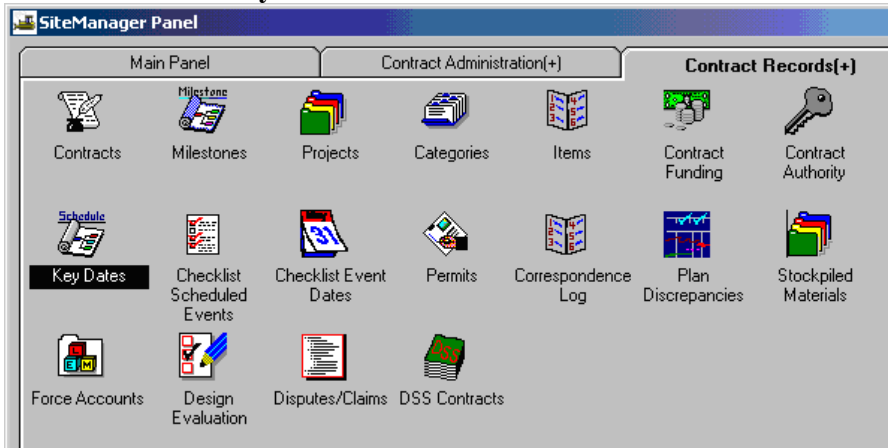 SiteManager Panel
Main Panel
Contract Administration(+)
Contract Records(+)
Milestone
Contracts
Milestones
Projects
Categories
Items
Contract
Funding
Contract
Authority
Schedule
31
Key Dates
Checklist
Scheduled
Events
Checklist Event
Dates
Permits
Correspondence
Log
Plan
Discrepancies
Stockpiled
Materials
L E M
DSS
Force Accounts
Design
Evaluation
Disputes/Claims
DSS Contracts